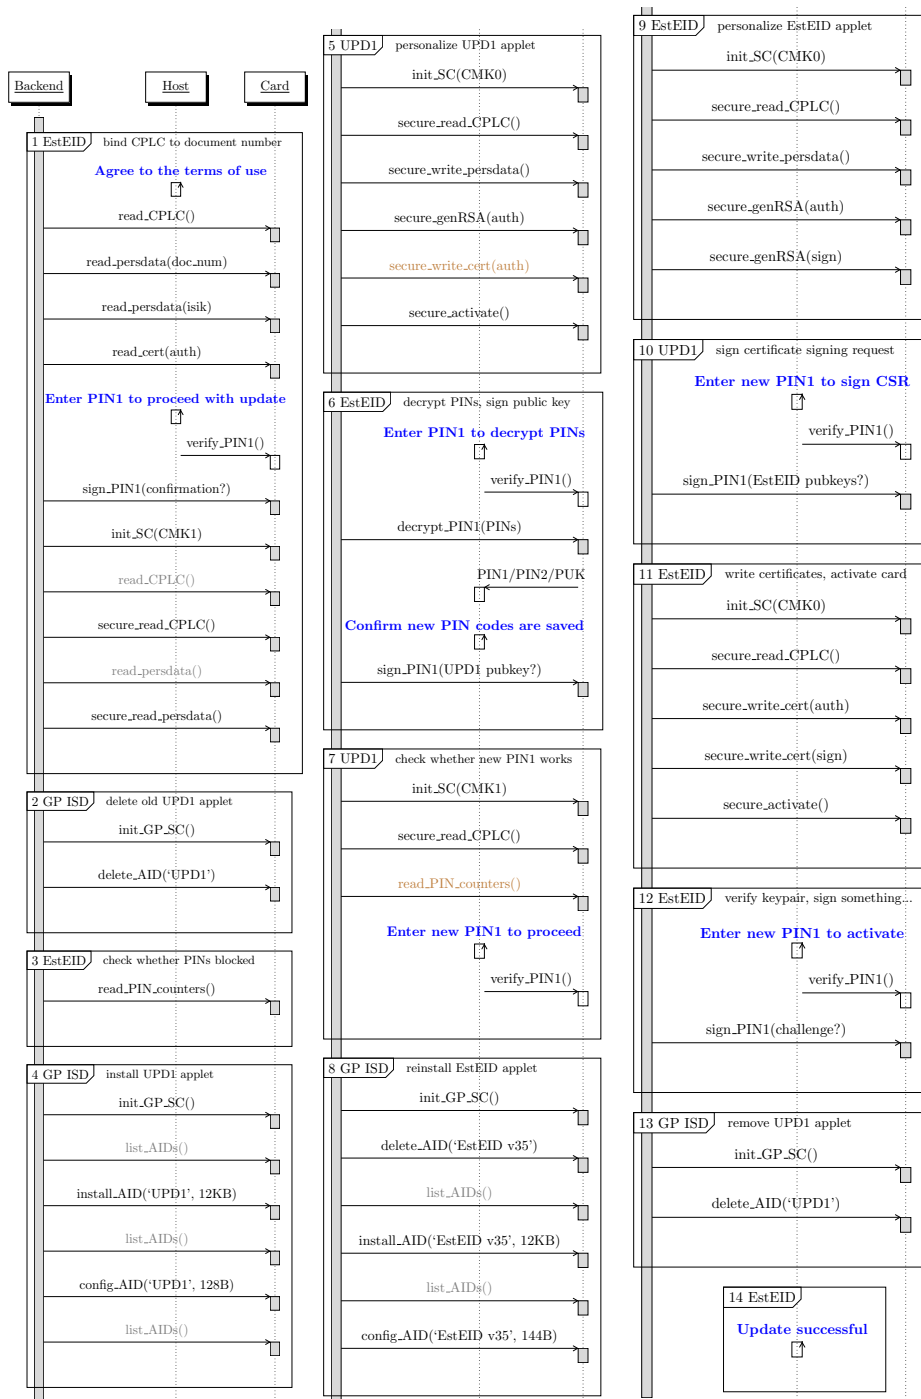 Backend
Host
Card
1 EstEID
bind CPLC to document number
Agree to the terms of use
read_CPLC()
read_persdata(doc_num)
read_persdata(isik)
read_cert(auth)
Enter PIN1 to proceed with update
verify_PIN1()
sign_PIN1(confirmation?)
init_SC(CMK1)
read_CPLC()
secure_read_CPLC()
read_persdata()
secure_read_persdata()
2 GP ISD
delete old UPD1 applet
init_GP_SC()
delete_AID(‘UPD1’)
3 EstEID
check whether PINs blocked
read_PIN_counters()
4 GP ISD
install UPD1 applet
init_GP_SC()
list_AIDs()
install_AID(‘UPD1’, 12KB)
list_AIDs()
config_AID(‘UPD1’, 128B)
list_AIDs()
5 UPD1
personalize UPD1 applet
init_SC(CMK0)
secure_read_CPLC()
secure_write_persdata()
secure_genRSA(auth)
secure_write_cert(auth)
secure_activate()
6 EstEID
decrypt PINs, sign public key
Enter PIN1 to decrypt PINs
verify_PIN1()
decrypt_PIN1(PINs)
PIN1/PIN2/PUK
Confirm new PIN codes are saved
sign_PIN1(UPD1 pubkey?)
7 UPD1
check whether new PIN1 works
init_SC(CMK1)
secure_read_CPLC()
read_PIN_counters()
Enter new PIN1 to proceed
verify_PIN1()
8 GP ISD
reinstall EstEID applet
init_GP_SC()
delete_AID(‘EstEID v35’)
list_AIDs()
install_AID(‘EstEID v35’, 12KB)
list_AIDs()
config_AID(‘EstEID v35’, 144B)
9 EstEID
personalize EstEID applet
init_SC(CMK0)
secure_read_CPLC()
secure_write_persdata()
secure_genRSA(auth)
secure_genRSA(sign)
10 UPD1
sign certificate signing request
Enter new PIN1 to sign CSR
verify_PIN1()
sign_PIN1(EstEID pubkeys?)
11 EstEID
write certificates, activate card
init_SC(CMK0)
secure_read_CPLC()
secure_write_cert(auth)
secure_write_cert(sign)
secure_activate()
12 EstEID
verify keypair, sign something...
Enter new PIN1 to activate
verify_PIN1()
sign_PIN1(challenge?)
13 GP ISD
remove UPD1 applet
init_GP_SC()
delete_AID(‘UPD1’)
14 EstEID
Update successful